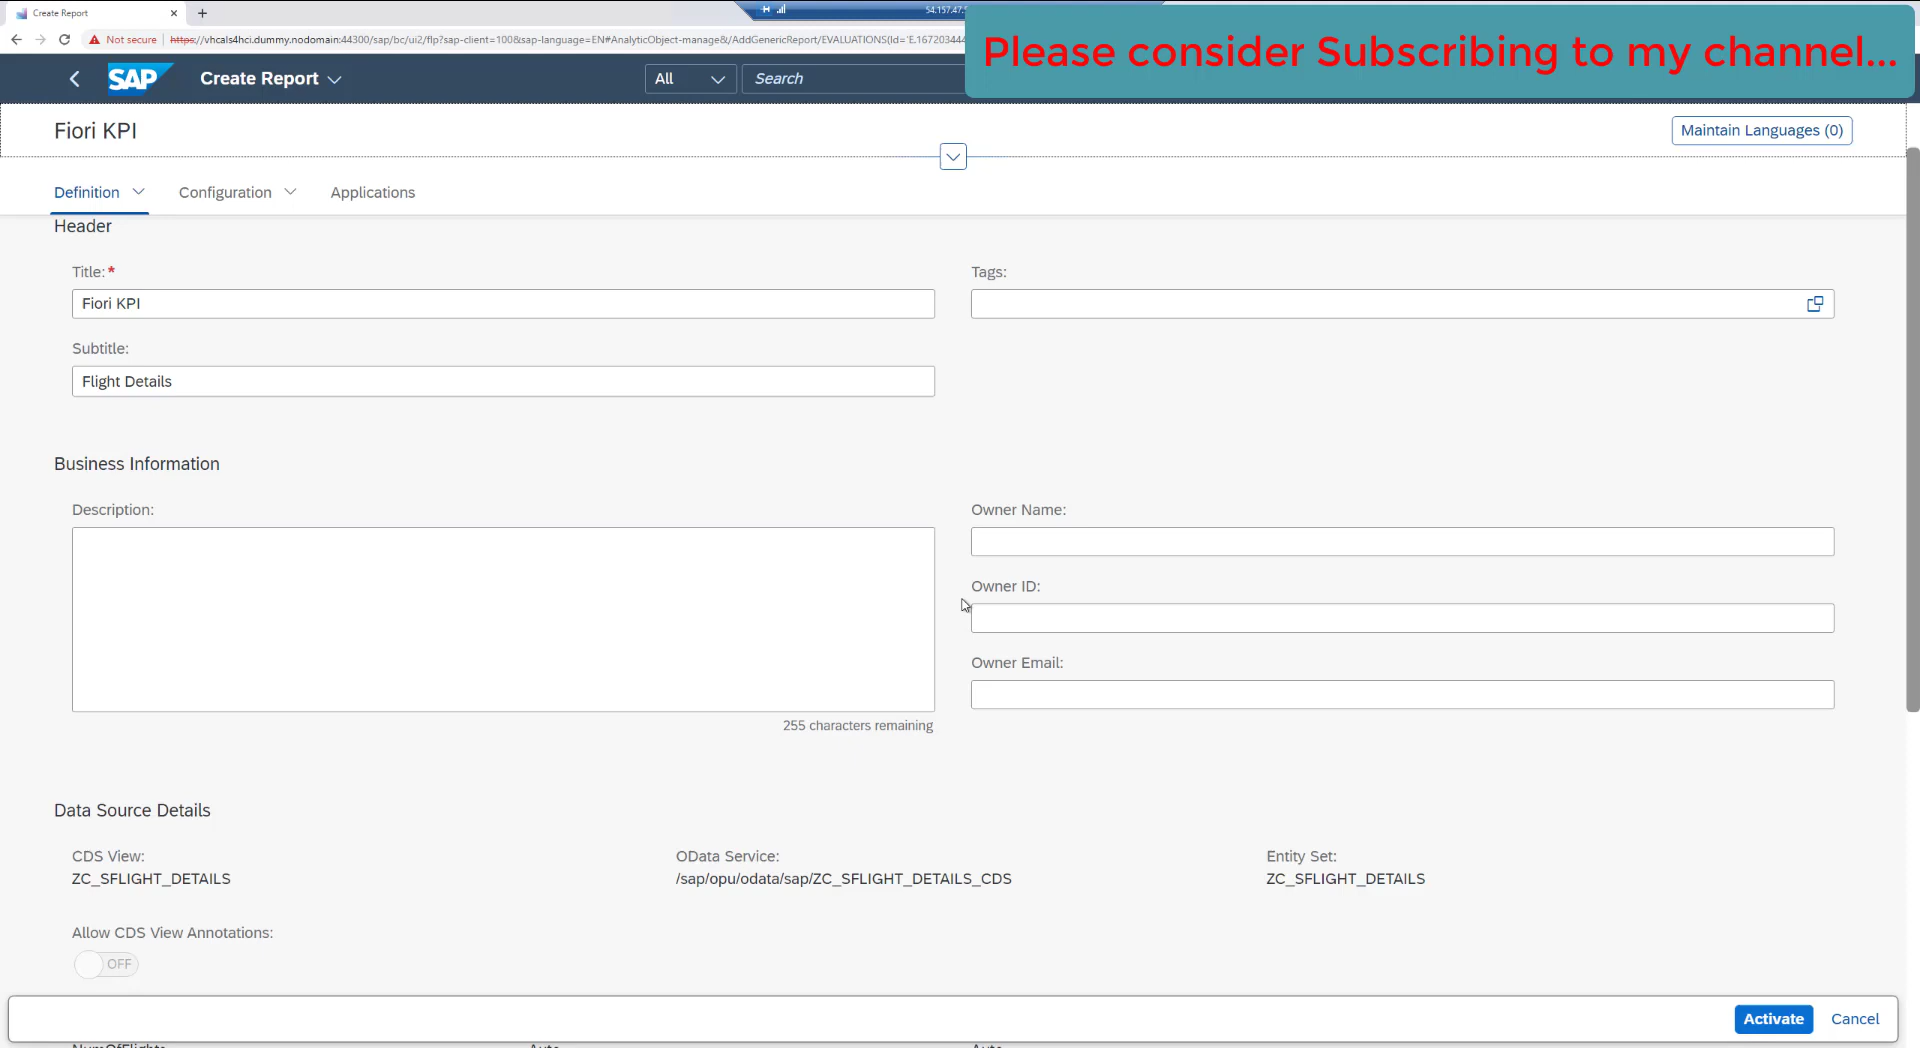 Create Report
54.157.47.
Please consider Subscribing to my channel...
Not secure
https://vhcals4hci.dummy.nodomain:44300/sap/bc/ui2/flp?sap-client=100&sap-language=EN#AnalyticObject-manage&/AddGenericReport/EVALUATIONS(Id='E.167203444
SAP
Create Report
All
Search
Fiori KPI
Maintain Languages (0)
Definition
Configuration
Applications
Header
Title:*
Tags:
Fiori KPI
Subtitle:
Flight Details
Business Information
Description:
Owner Name:
Owner ID:
Owner Email:
255 characters remaining
Data Source Details
CDS View:
OData Service:
Entity Set:
ZC_SFLIGHT_DETAILS
/sap/opu/odata/sap/ZC_SFLIGHT_DETAILS_CDS
ZC_SFLIGHT_DETAILS
Allow CDS View Annotations:
OFF
Activate
Cancel